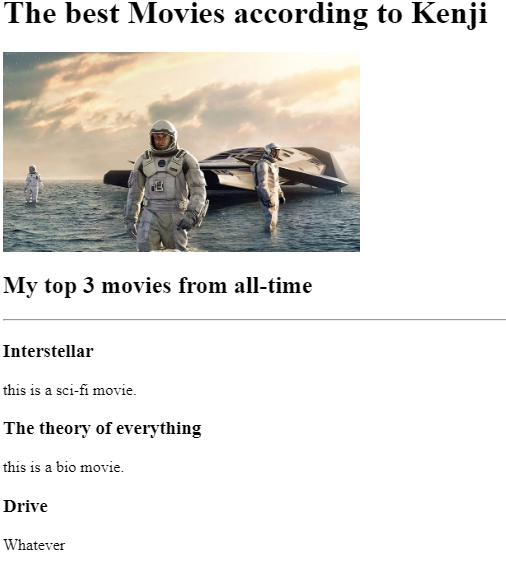 The best Movies according to Kenji
My top 3 movies from all-time
Interstellar
this is a sci-fi movie.
The theory of everything
this is a bio movie.
Drive
Whatever